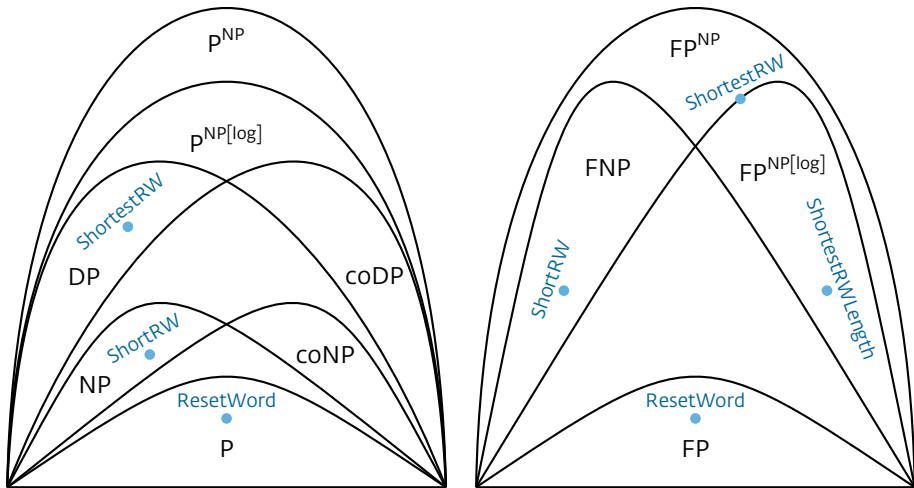 P^NP
P^NP[log]
ShortestRW
DP
coDP
ShortRW
coNP
NP
ResetWord
P
FP^NP
ShortestRW
FNP
FP^NP[log]
ShortRW
ShortestRWLength
ResetWord
FP